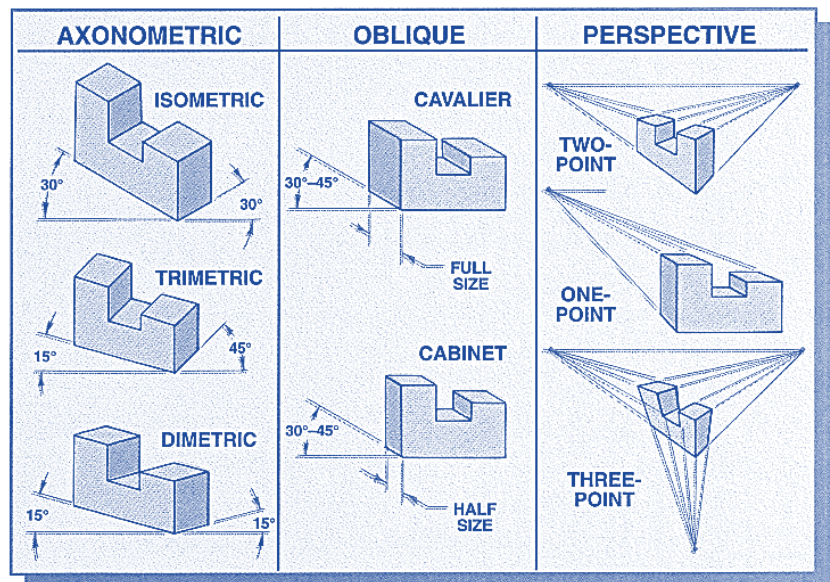 AXONOMETRIC
ISOMETRIC
30°
30°
TRIMETRIC
15°
45°
DIMETRIC
15°
15°
OBLIQUE
CAVALIER
30°–45°
FULL
SIZE
CABINET
30°–45°
HALF
SIZE
PERSPECTIVE
TWO-
POINT
ONE-
POINT
THREE-
POINT